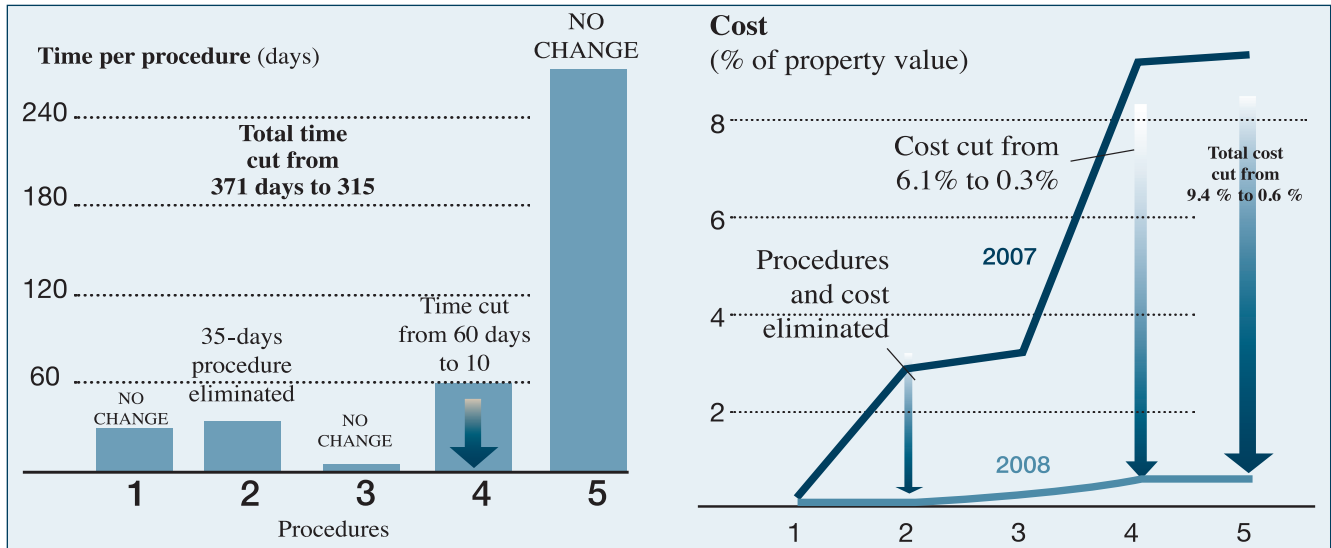 Time per procedure (days)
240
180
120
60
Total time
cut from
371 days to 315
NO
CHANGE
35-days
procedure
eliminated
NO
CHANGE
Time cut
from 60 days
to 10
NO
CHANGE
1 2 3 4 5
Procedures
Cost
(% of property value)
8
6
4
2
Procedures
and cost
eliminated
Cost cut from
6.1% to 0.3%
Total cost
cut from
9.4 % to 0.6 %
2007
2008
1 2 3 4 5